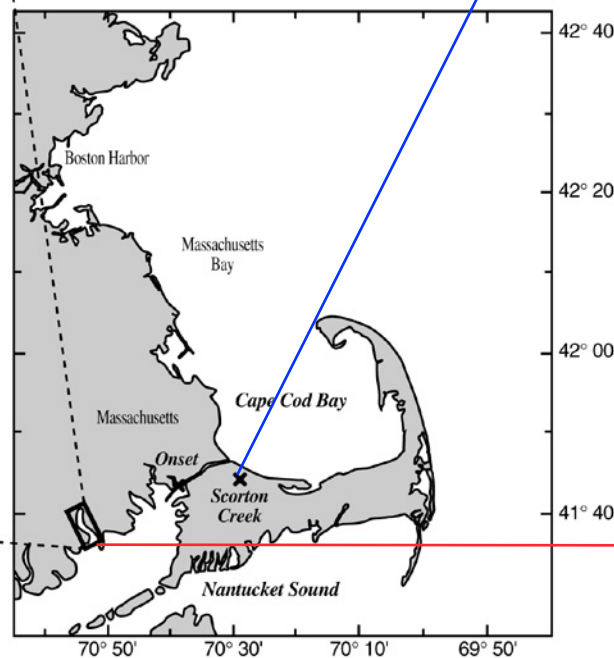 42° 40
Boston Harbor
42° 20
Massachusetts
Bay
42° 00
Cape Cod Bay
Massachusetts
Onset
Scorton
Creek
41° 40
Nantucket Sound
70° 50'
70° 30'
70° 10'
69° 50'